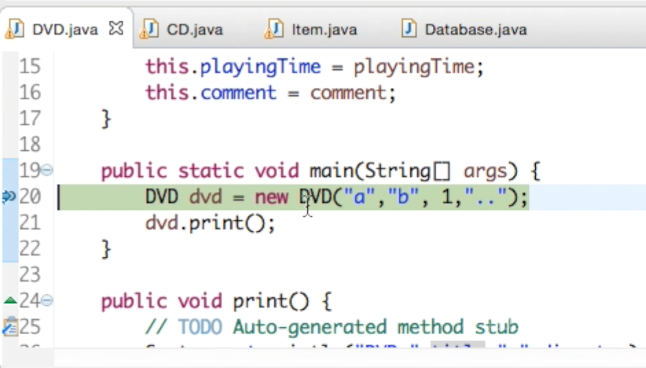 DVD.java CD.java Item.java Database.java
15 this.playingTime = playingTime;
16 this.comment = comment;
17 }
18
19 public static void main(String[] args) {
20 DVD dvd = new DVD("a","b", 1,"..");
21 dvd.print();
22 }
23
24 public void print() {
25 // TODO Auto-generated method stub